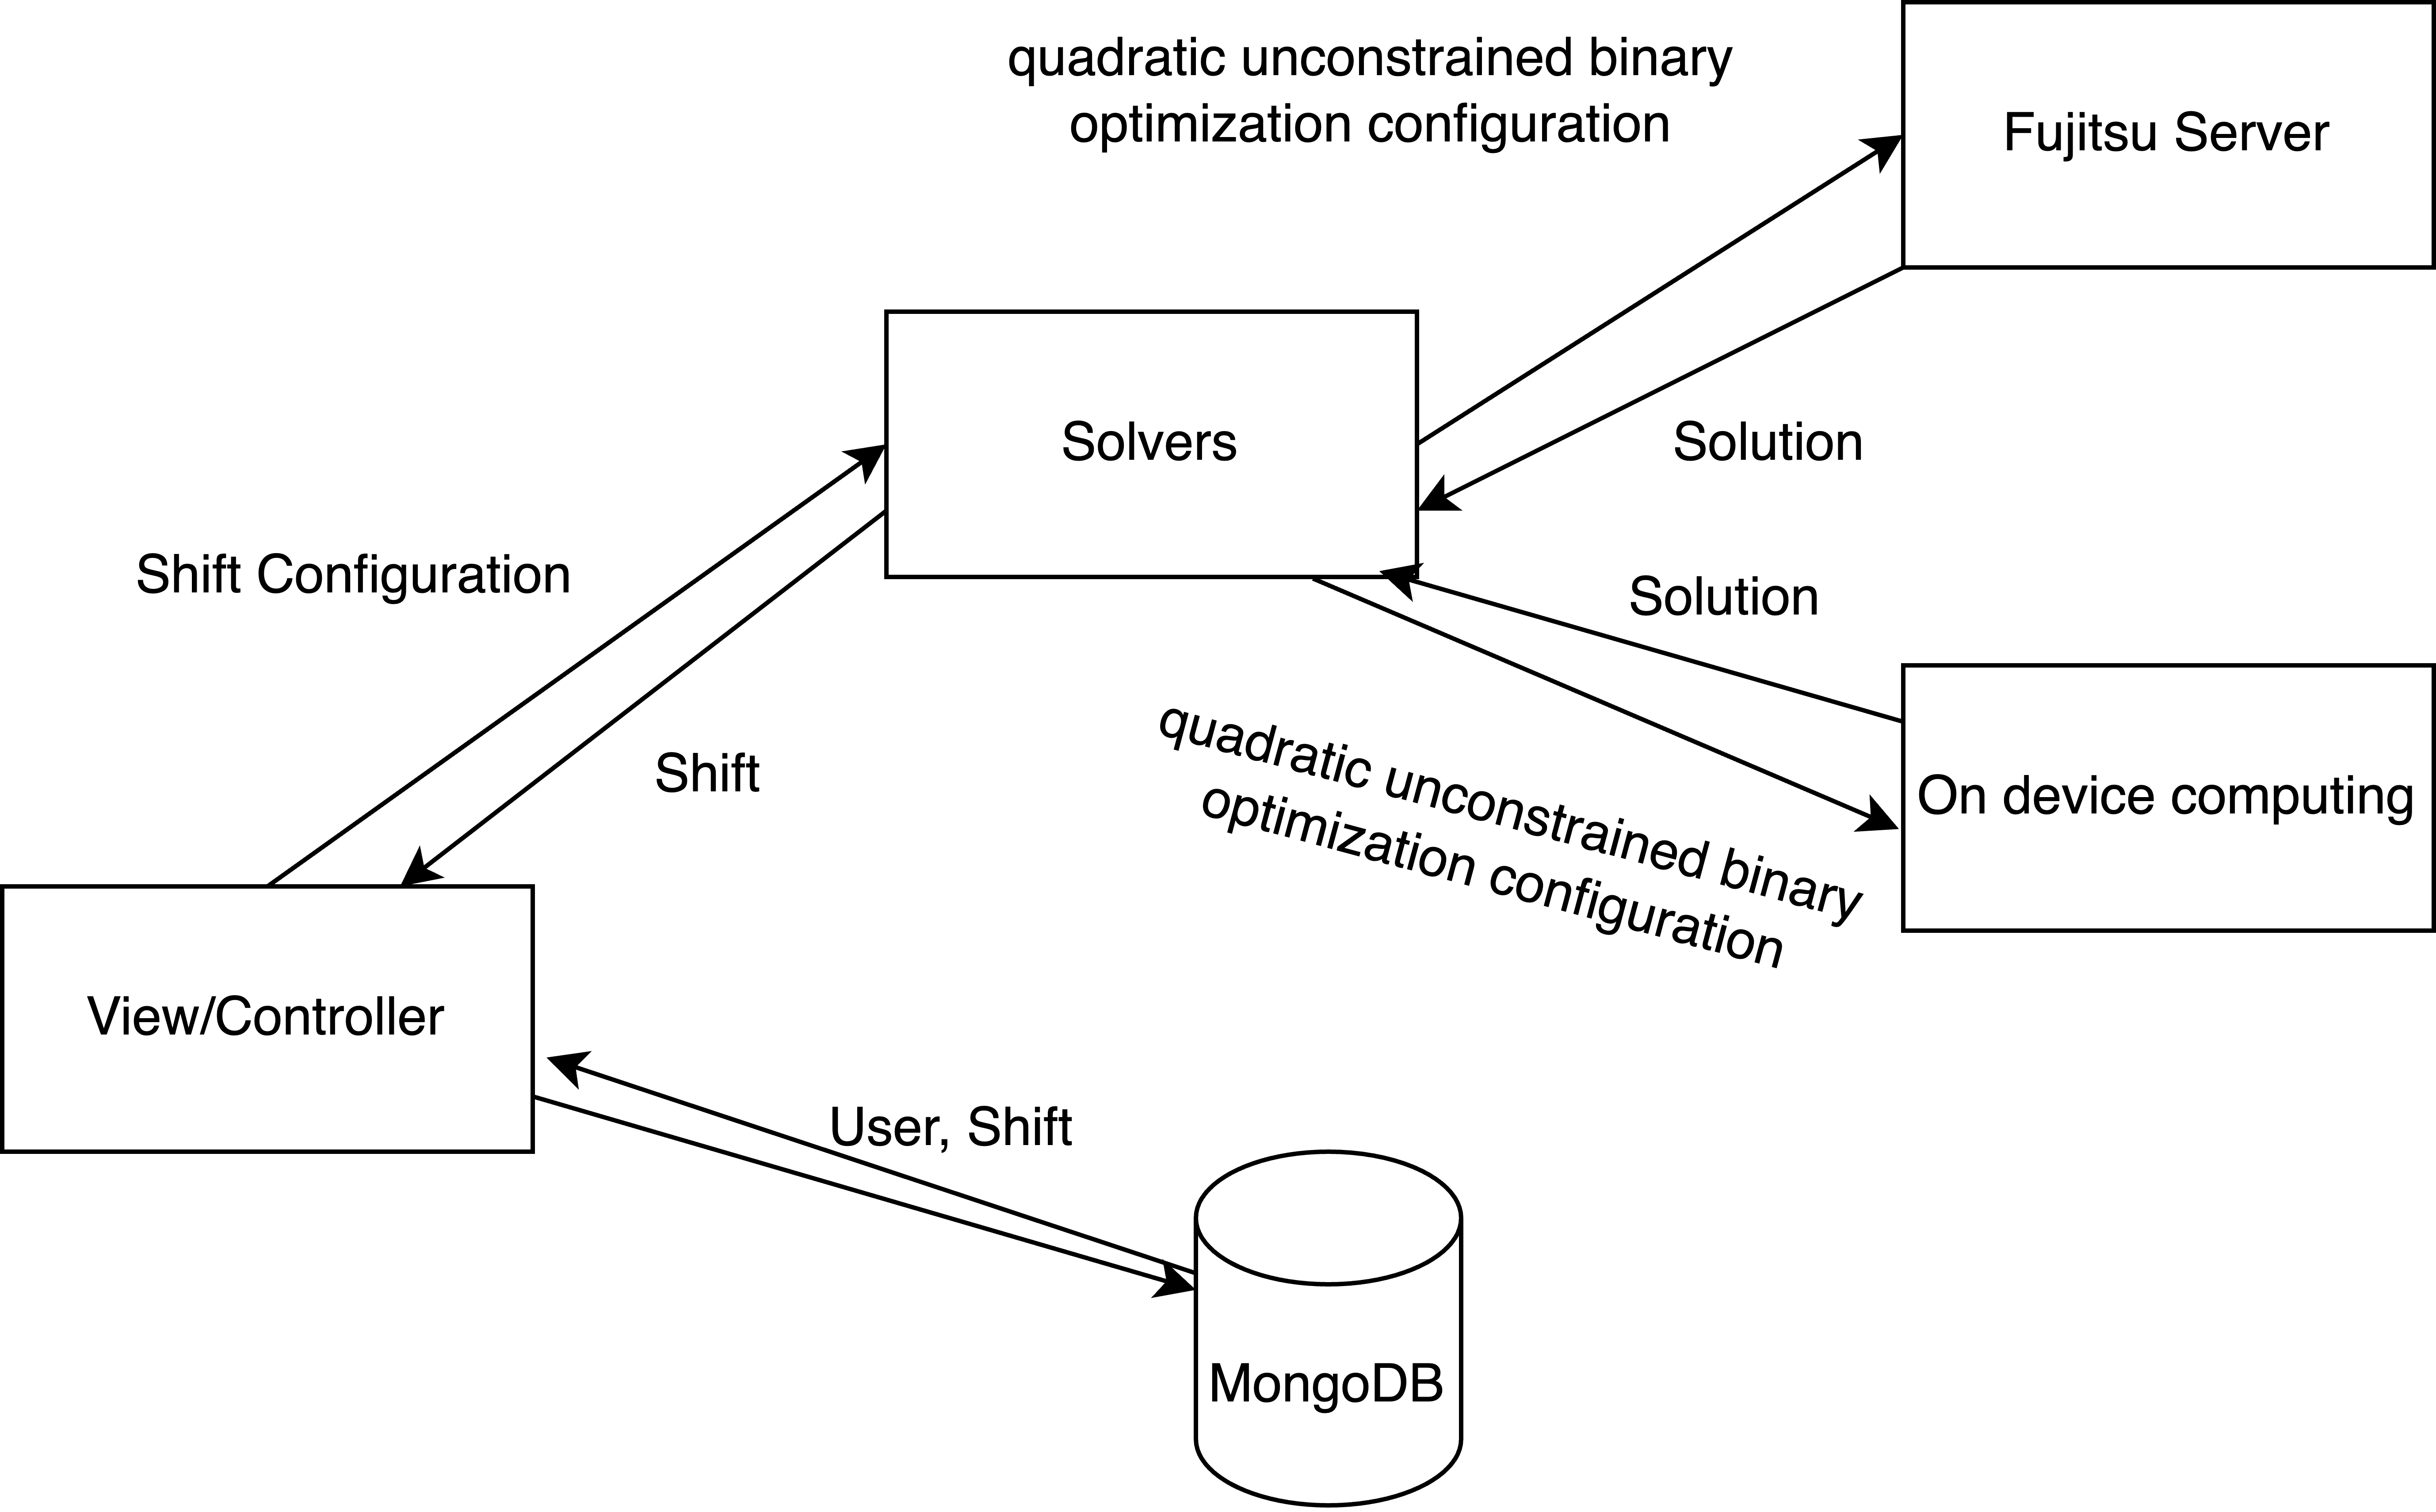 quadratic unconstrained binary
optimization configuration
Fujitsu Server
Solvers
Solution
Shift Configuration
Solution
Shift
quadratic unconstrained binary
optimization configuration
On device computing
View/Controller
User, Shift
MongoDB